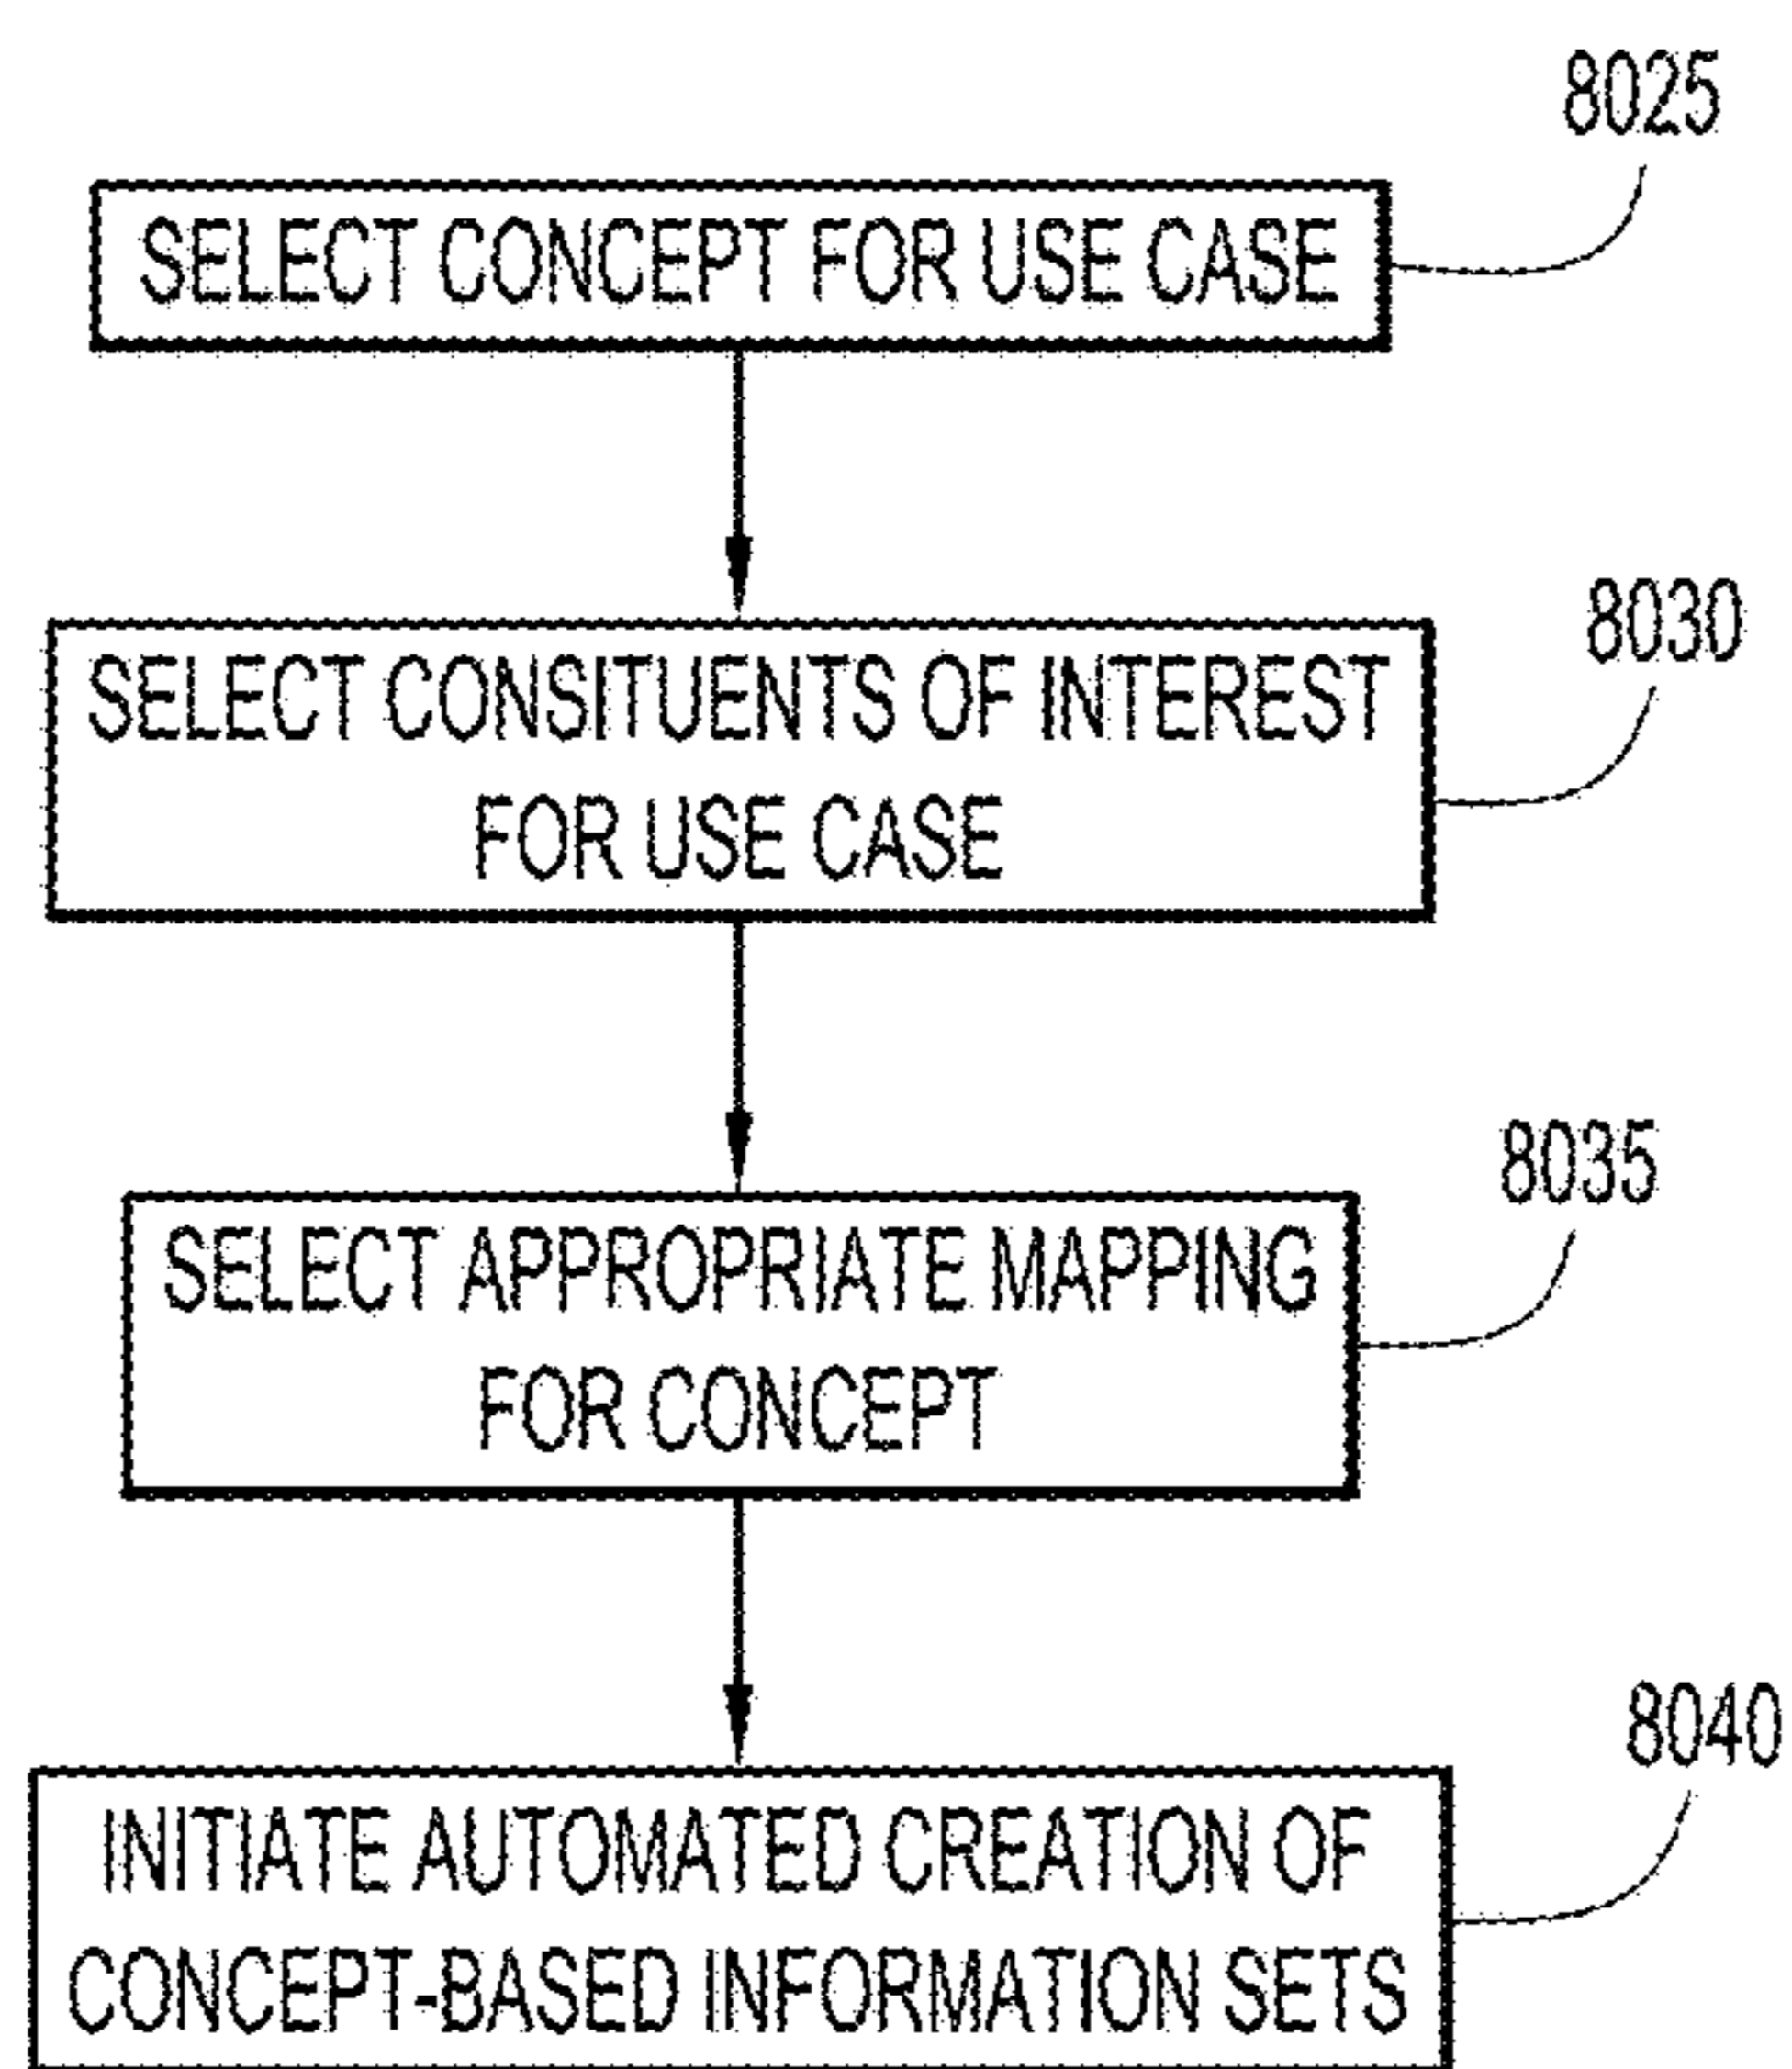 8025
SELECT CONCEPT FOR USE CASE
8030
SELECT CONSITUENTS OF INTEREST
FOR USE CASE
8035
SELECT APPROPRIATE MAPPING
FOR CONCEPT
8040
INITIATE AUTOMATED CREATION OF
CONCEPT-BASED INFORMATION SETS